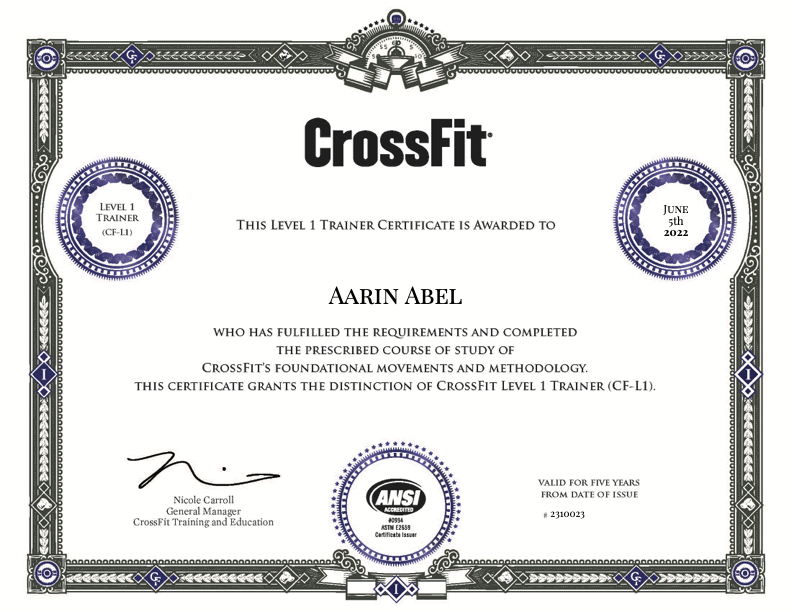 CrossFit
LEVEL 1
TRAINER
(CF-L1)
JUNE
5th
2022
THIS LEVEL 1 TRAINER CERTIFICATE IS AWARDED TO
AARIN ABEL
WHO HAS FULFILLED THE REQUIREMENTS AND COMPLETED
THE PRESCRIBED COURSE OF STUDY OF
CROSSFIT'S FOUNDATIONAL MOVEMENTS AND METHODOLOGY.
THIS CERTIFICATE GRANTS THE DISTINCTION OF CROSSFIT LEVEL 1 TRAINER (CF-L1).
Nicole Carroll
General Manager
CrossFit Training and Education
ANSI
ACCREDITED
#0994
ASTM E2659
Certificate Issuer
VALID FOR FIVE YEARS
FROM DATE OF ISSUE
# 2310023